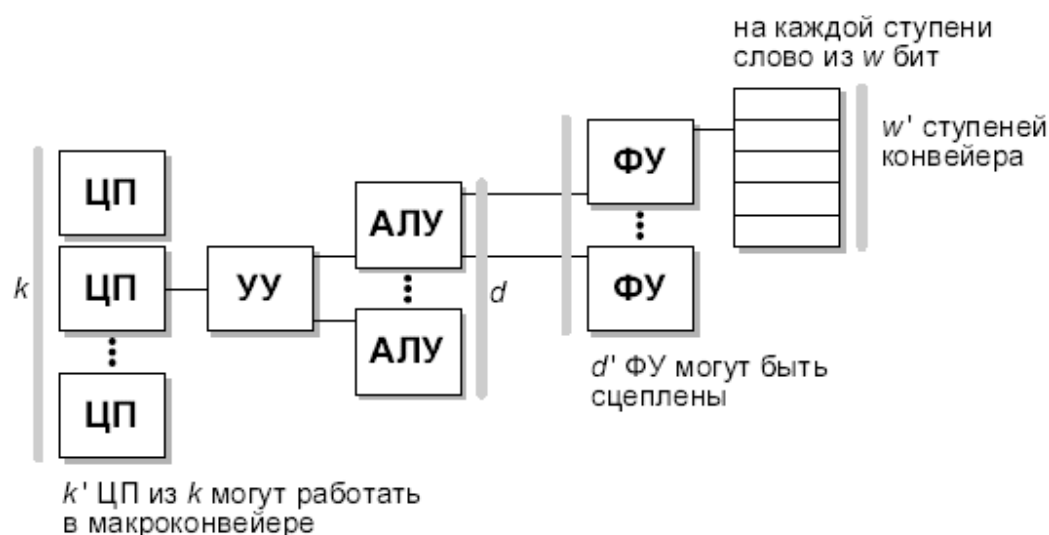 на каждой ступени
слово из w бит
w' ступеней
конвейера
ЦП
ЦП
ЦП
k
УУ
АЛУ
АЛУ
d
ФУ
ФУ
d' ФУ могут быть
сцеплены
k' ЦП из k могут работать
в макроконвейере